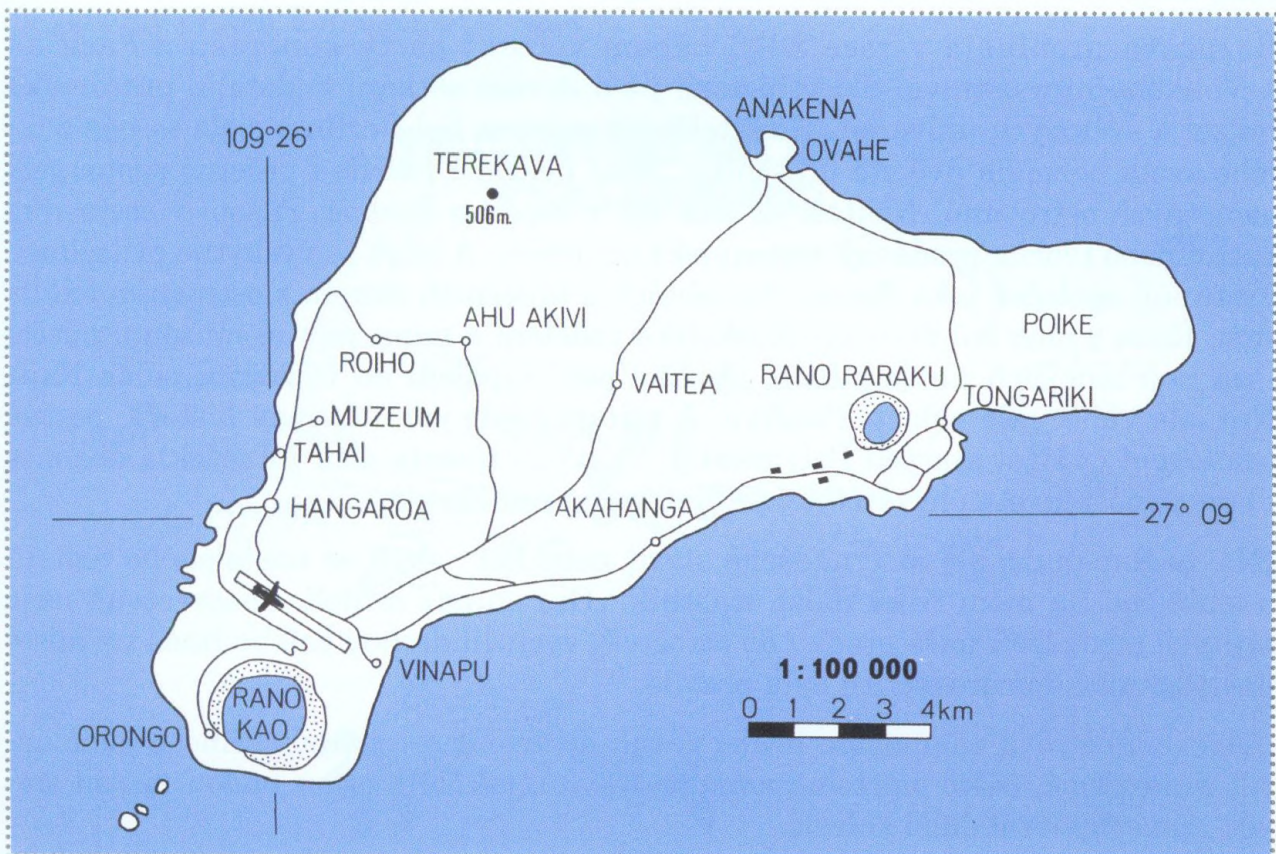 ANAKENA
109°26'
OVAHE
TEREKAVA
506m.
AHU AKIVI
POIKE
ROIHO
RANO RARAKU
VAITEA
TONGARIKI
MUZEUM
TAHAI
HANGAROA
AKAHANGA
27° 09
VINAPU
1:100 000
RANO
KAO
0 1 2 3 4km
ORONGO